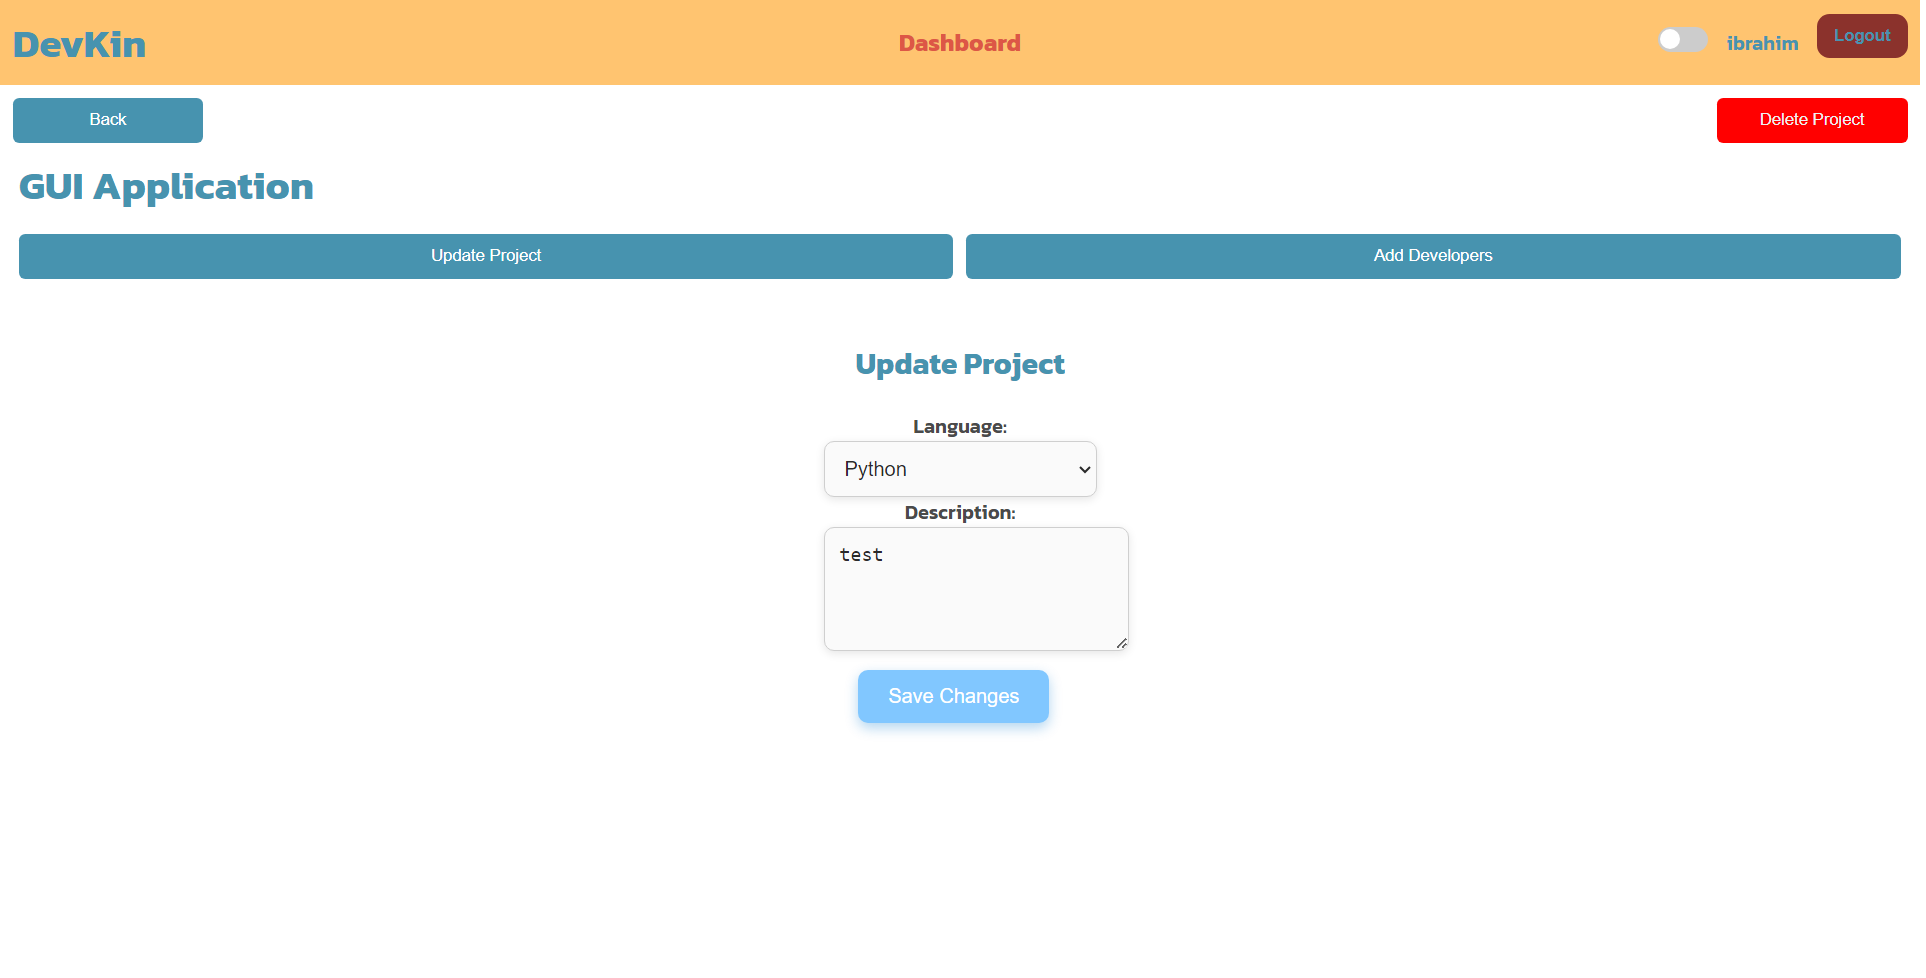 DevKin
Dashboard
ibrahim
Logout
Back
Delete Project
GUI Application
Update Project
Add Developers
Update Project
Language:
Python
Description:
test
Save Changes